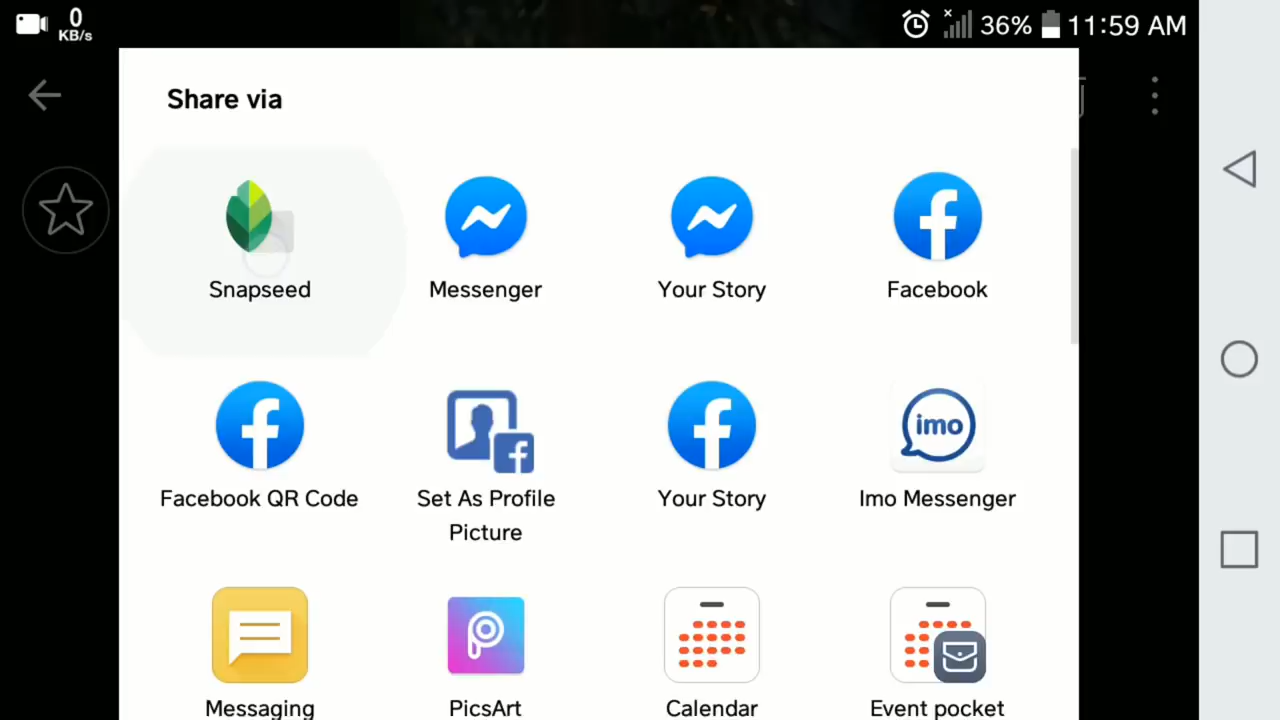 0
KB/s
36%
11:59 AM
Share via
Snapseed
Messenger
Your Story
Facebook
Facebook QR Code
Set As Profile
Picture
Your Story
imo
Imo Messenger
Messaging
PicsArt
Calendar
Event pocket